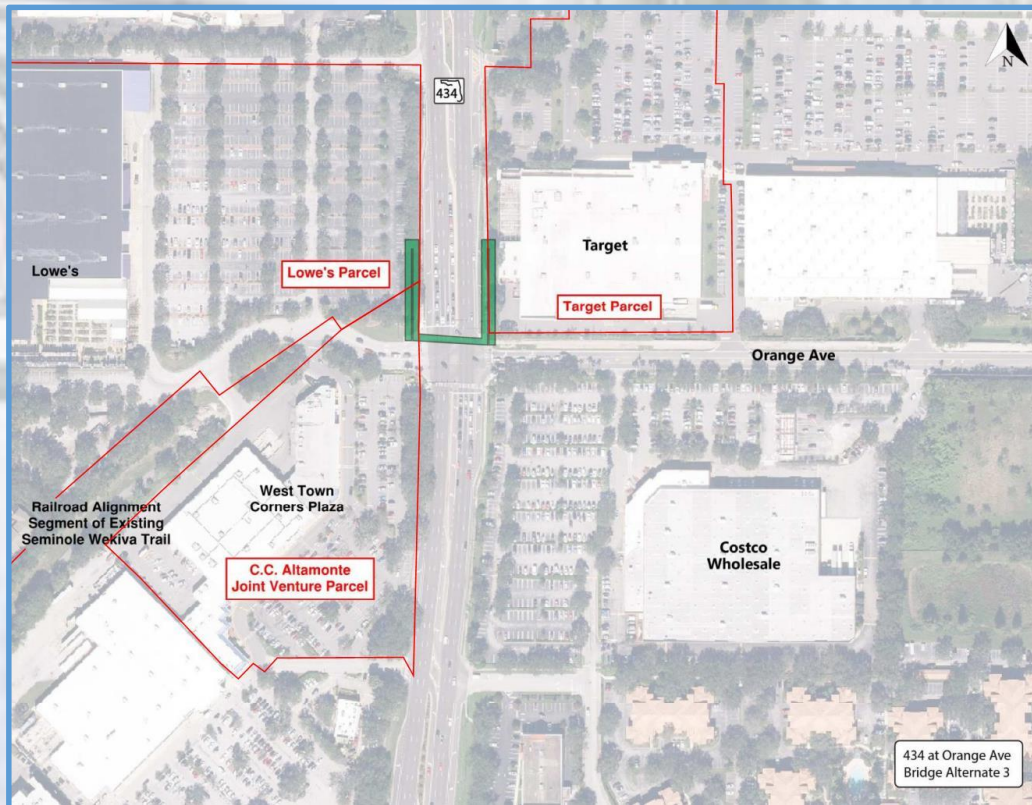 N
434
Lowe's
Lowe's Parcel
Target
Target Parcel
Orange Ave
Railroad Alignment
Segment of Existing
Seminole Wekiva Trail
West Town
Corners Plaza
C.C. Altamonte
Joint Venture Parcel
Costco
Wholesale
434 at Orange Ave
Bridge Alternate 3